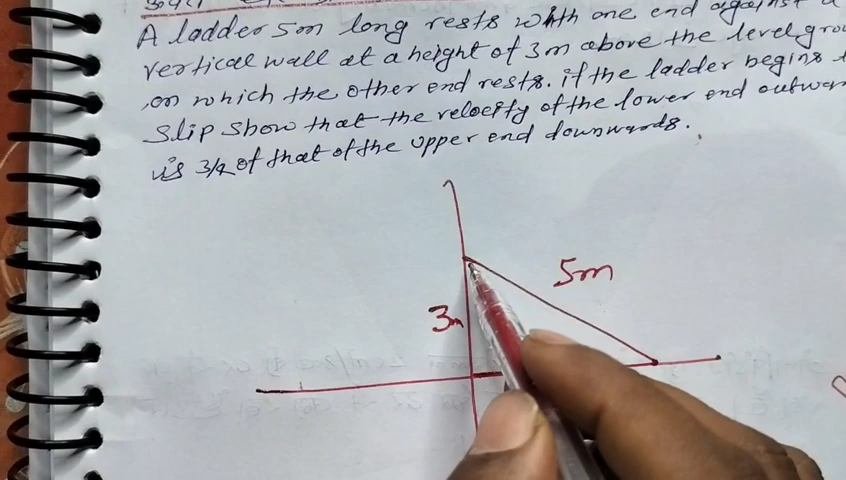 A ladder 5m long rests with one end against a
vertical wall at a height of 3m above the level grou
on which the other end rests. if the ladder begins t
slip show that the velocity of the lower end outwar
is 3/4 of that of the upper end downwards.
5m
3m